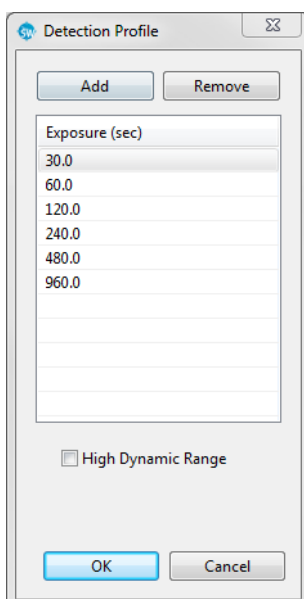 SW Detection Profile
Add Remove
Exposure (sec)
30.0
60.0
120.0
240.0
480.0
960.0
High Dynamic Range
OK Cancel